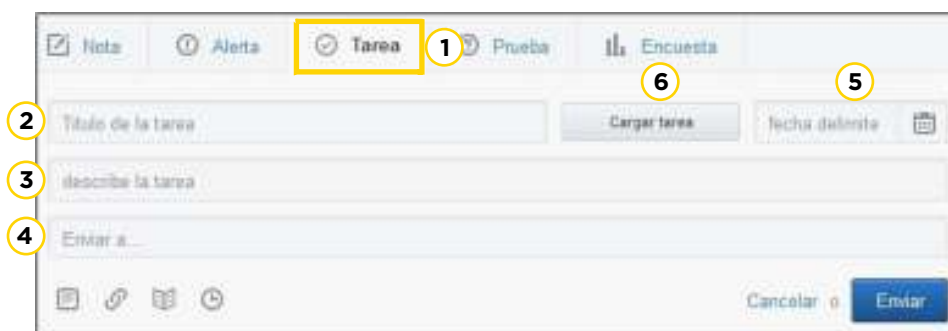 Nota Alerta Tarea 1 Prueba Encuesta
6 5
2 Titulo de la tarea Cargar tarea fecha delimite
3 describe la tarea
4 Enviar a...
Cancelar o Enviar